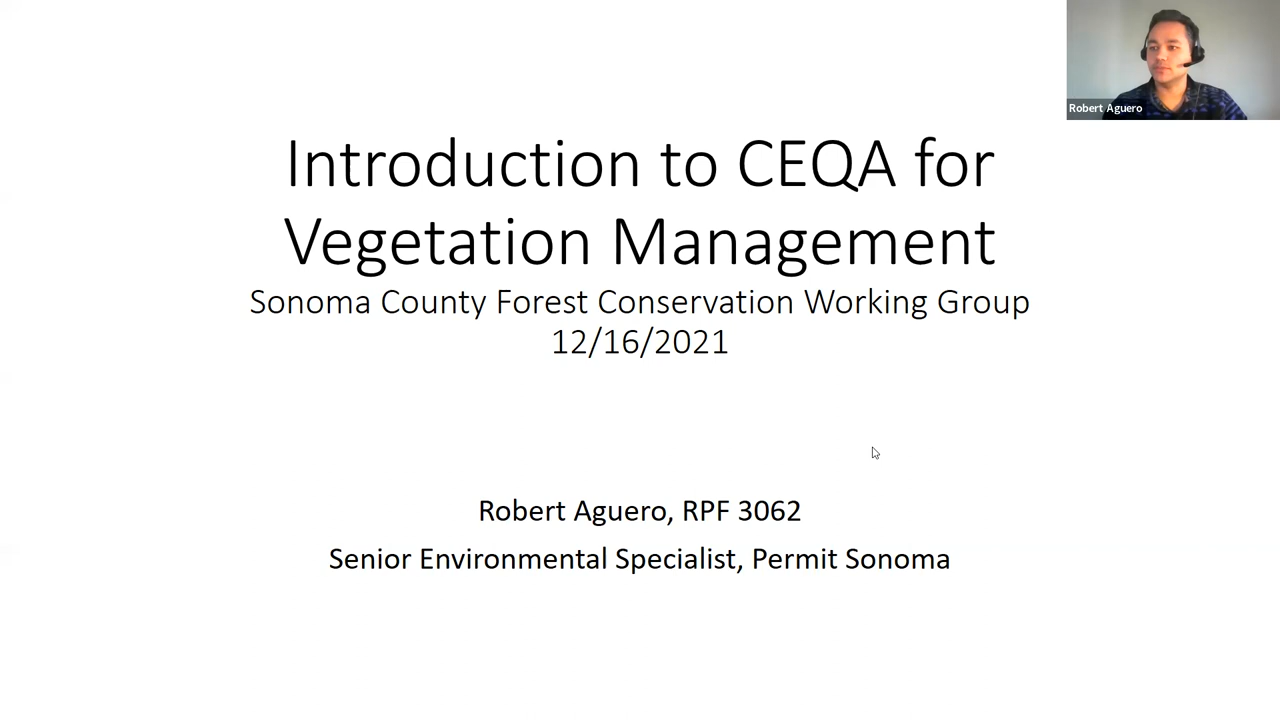 Robert Aguero
Introduction to CEQA for
Vegetation Management
Sonoma County Forest Conservation Working Group
12/16/2021
Robert Aguero, RPF 3062
Senior Environmental Specialist, Permit Sonoma